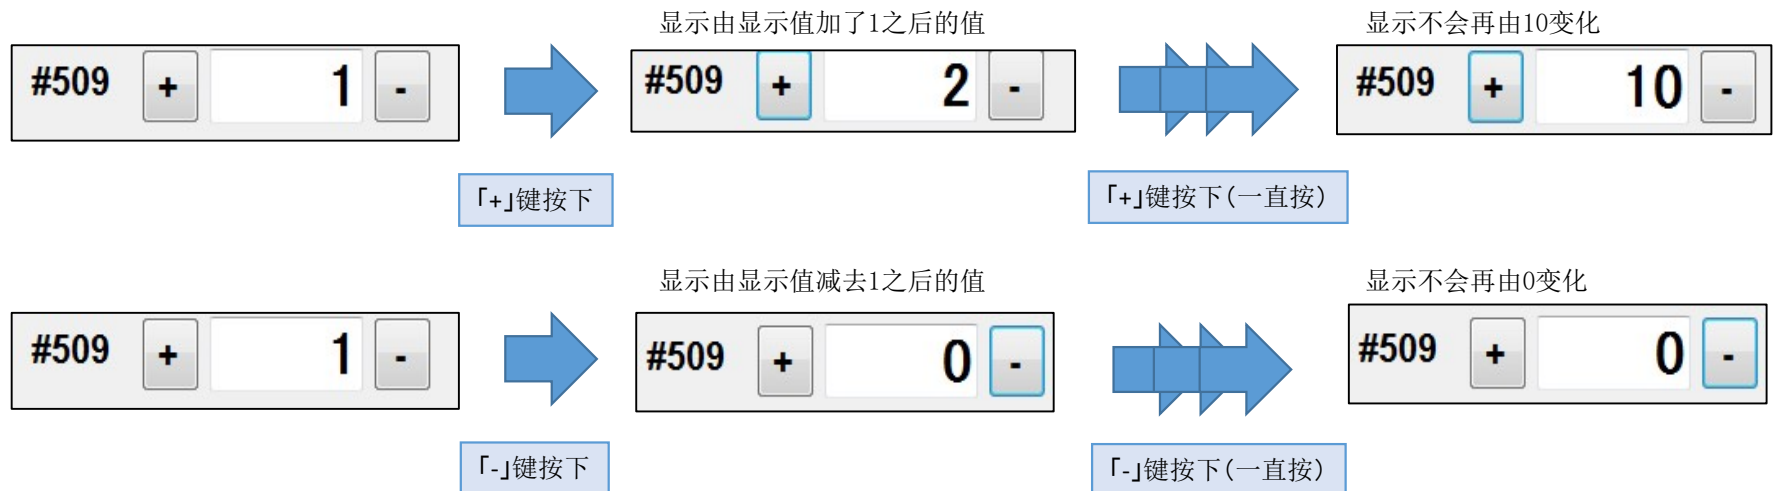 显示由显示值加了1之后的值
显示不会再由10变化
#509 + 1 -
#509 + 2 -
#509 + 10 -
「+」键按下
「+」键按下(一直按)
显示由显示值减去1之后的值
显示不会再由0变化
#509 + 1 -
#509 + 0 -
#509 + 0 -
「-」键按下
「-」键按下(一直按)